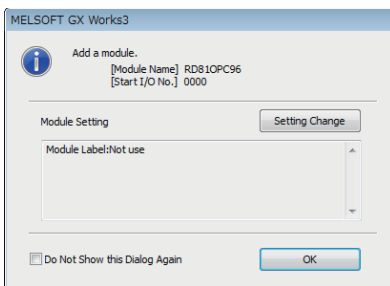 MELSOFT GX Works3
Add a module.
[Module Name] RD81OPC96
[Start I/O No.] 0000
Module Setting
Setting Change
Module Label:Not use
Do Not Show this Dialog Again
OK